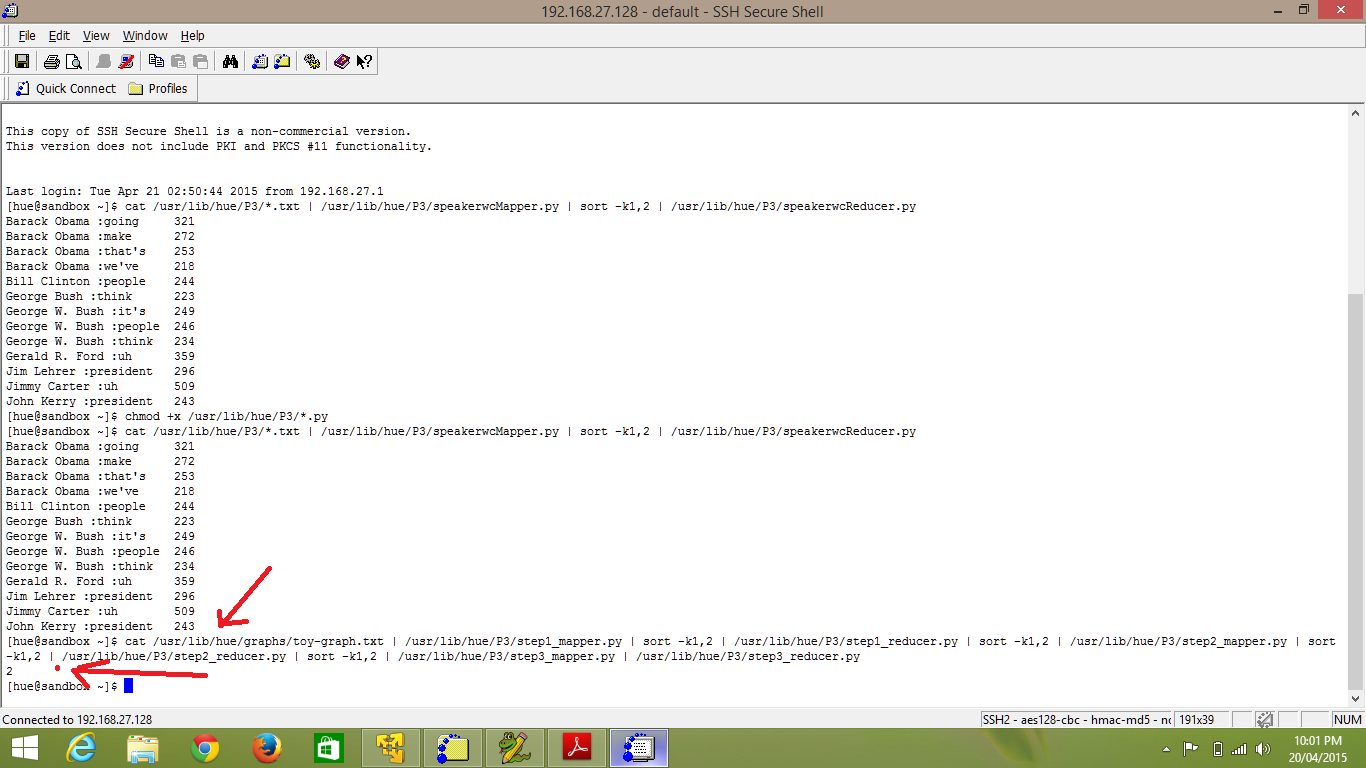 192.168.27.128 - default - SSH Secure Shell
File Edit View Window Help
Quick Connect Profiles
This copy of SSH Secure Shell is a non-commercial version.
This version does not include PKI and PKCS #11 functionality.
Last login: Tue Apr 21 02:50:44 2015 from 192.168.27.1
[hue@sandbox ~]$ cat /usr/lib/hue/P3/*.txt | /usr/lib/hue/P3/speakerwcMapper.py | sort -k1,2 | /usr/lib/hue/P3/speakerwcReducer.py
Barack Obama :going 321
Barack Obama :make 272
Barack Obama :that's 253
Barack Obama :we've 218
Bill Clinton :people 244
George Bush :think 223
George W. Bush :it's 249
George W. Bush :people 246
George W. Bush :think 234
Gerald R. Ford :uh 359
Jim Lehrer :president 296
Jimmy Carter :uh 509
John Kerry :president 243
[hue@sandbox ~]$ chmod +x /usr/lib/hue/P3/*.py
[hue@sandbox ~]$ cat /usr/lib/hue/P3/*.txt | /usr/lib/hue/P3/speakerwcMapper.py | sort -k1,2 | /usr/lib/hue/P3/speakerwcReducer.py
Barack Obama :going 321
Barack Obama :make 272
Barack Obama :that's 253
Barack Obama :we've 218
Bill Clinton :people 244
George Bush :think 223
George W. Bush :it's 249
George W. Bush :people 246
George W. Bush :think 234
Gerald R. Ford :uh 359
Jim Lehrer :president 296
Jimmy Carter :uh 509
John Kerry :president 243
[hue@sandbox ~]$ cat /usr/lib/hue/graphs/toy-graph.txt | /usr/lib/hue/P3/step1_mapper.py | sort -k1,2 | /usr/lib/hue/P3/step1_reducer.py | sort -k1,2 | /usr/lib/hue/P3/step2_mapper.py | sort
-k1,2 | /usr/lib/hue/P3/step2_reducer.py | sort -k1,2 | /usr/lib/hue/P3/step3_mapper.py | /usr/lib/hue/P3/step3_reducer.py
2
[hue@sandbox ~]$
Connected to 192.168.27.128 SSH2 - aes128-cbc - hmac-md5 - nc 191x39 NUM
10:01 PM
20/04/2015